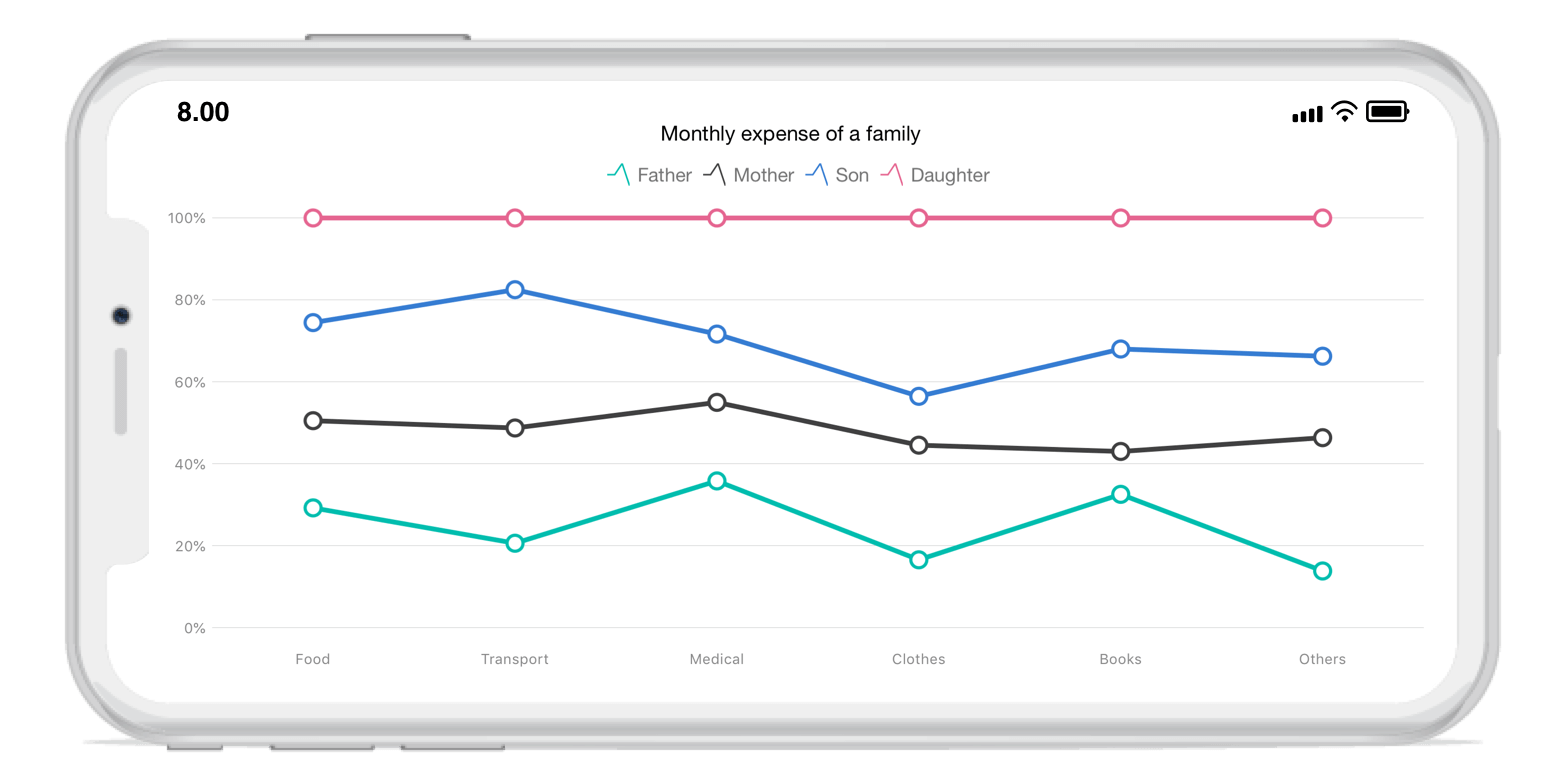 8.00
Monthly expense of a family
Father Mother Son Daughter
100%
80%
60%
40%
20%
0%
Food Transport Medical Clothes Books Others